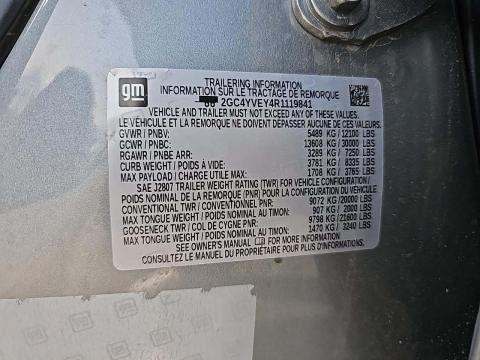 gm
TRAILERING INFORMATION
INFORMATION SUR LE TRACTAGE DE REMORQUE
2GC4YVEY4R1119841
VEHICLE AND TRAILER MUST NOT EXCEED ANY OF THESE WEIGHTS
LE VÉHICULE ET LA REMORQUE NE DOIVENT DÉPASSER AUCUNE DE CES LIMITES
GVWR / PNBV: 5489 KG / 12100 LBS
GCWR / PNBC: 13608 KG / 30000 LBS
RGAWR / PNBE ARR: 3289 KG / 7250 LBS
CURB WEIGHT / POIDS À VIDE: 3781 KG / 8335 LBS
MAX PAYLOAD / CHARGE UTILE MAX: 1708 KG / 3765 LBS
SAE J2807 TRAILER WEIGHT RATING (TWR) FOR VEHICLE CONFIGURATION/
POIDS NOMINAL DE LA REMORQUE (PNR) POUR LA CONFIGURATION DU VÉHICULE
CONVENTIONAL TWR / CONVENTIONNEL PNR: 9072 KG/20000 LBS
MAX TONGUE WEIGHT / POIDS NOMINAL AU TIMON: 907 KG / 2000 LBS
GOOSENECK TWR / COL DE CYGNE PNR: 9798 KG/21600 LBS
MAX TONGUE WEIGHT / POIDS NOMINAL AU TIMON: 1470 KG/ 3240 LBS
SEE OWNER'S MANUAL gm FOR MORE INFORMATION
CONSULTEZ LE MANUEL DU PROPRIÉTAIRE POUR PLUS D'INFORMATION